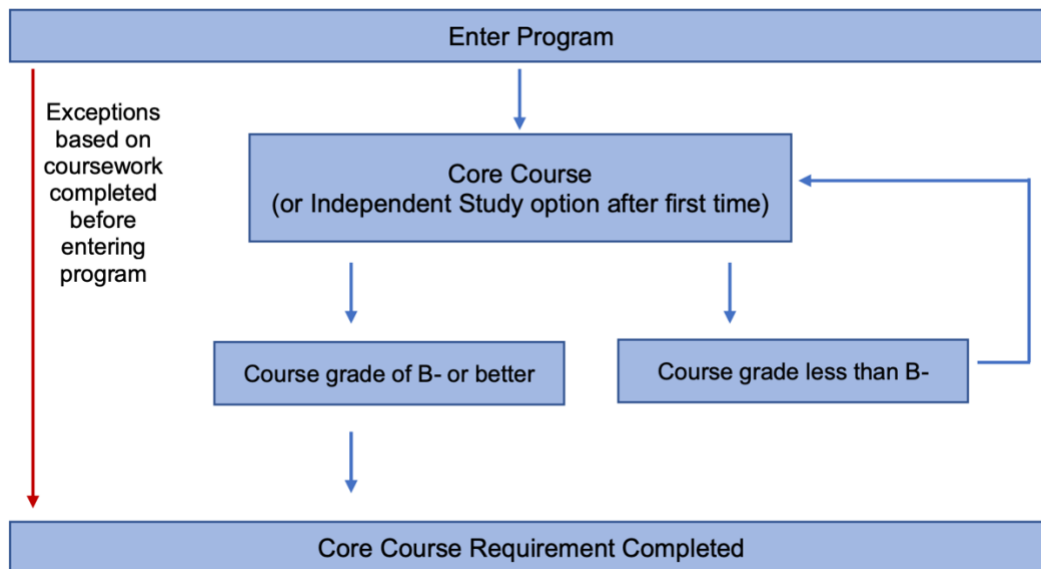 Enter Program
Exceptions
based on
coursework
completed
before
entering
program
Core Course
(or Independent Study option after first time)
Course grade of B- or better
Course grade less than B-
Core Course Requirement Completed